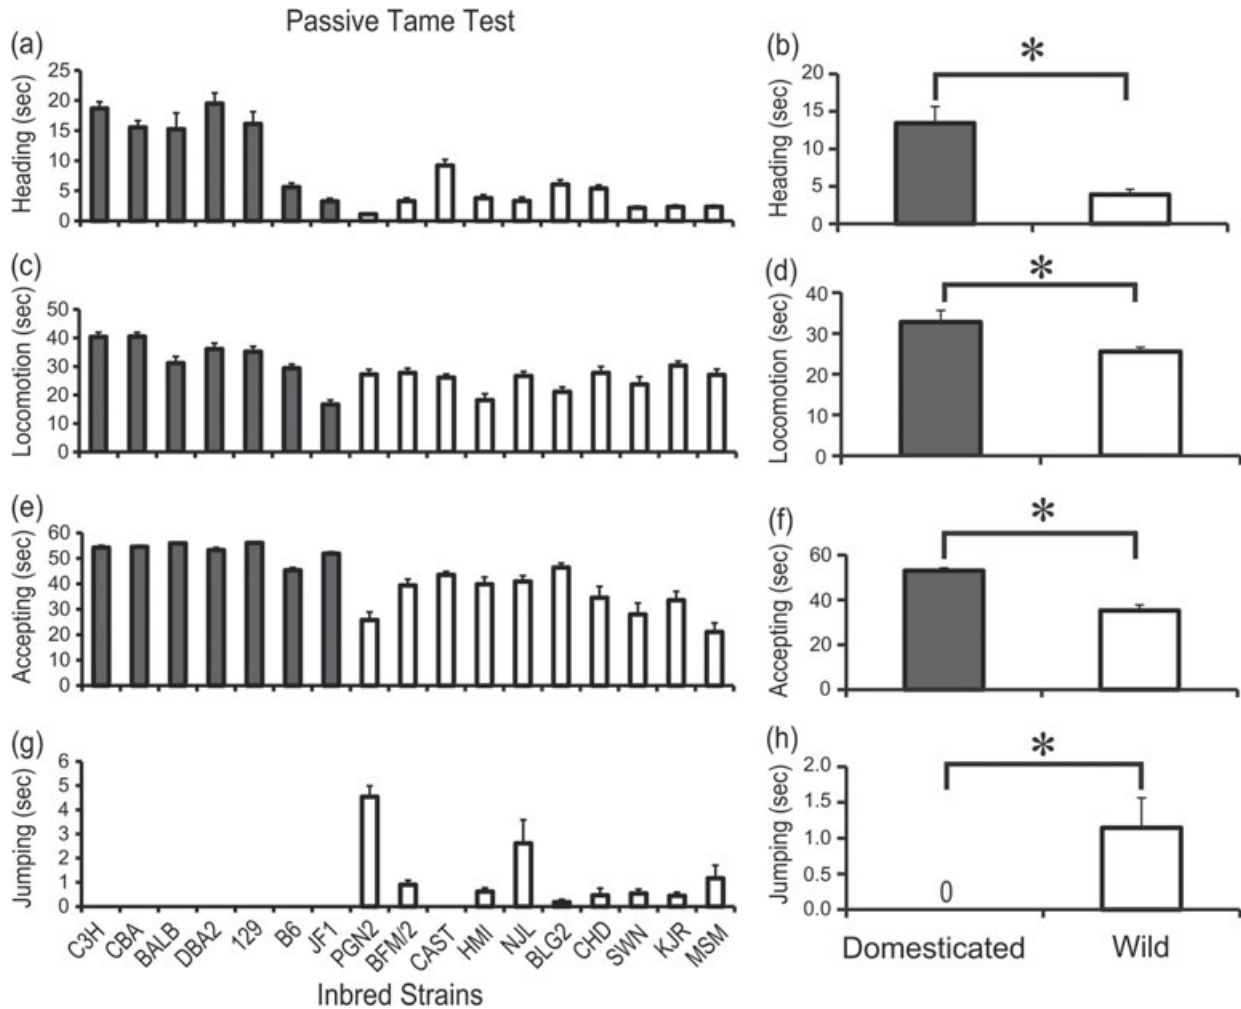 Passive Tame Test
(a)
Heading (sec)
25
20
15
10
5
0
(b)
*
Heading (sec)
20
15
10
5
0
(c)
Locomotion (sec)
50
40
30
20
10
0
(d)
*
Locomotion (sec)
40
30
20
10
0
(e)
Accepting (sec)
60
50
40
30
20
10
0
(f)
*
Accepting (sec)
60
40
20
0
(g)
Jumping (sec)
6
5
4
3
2
1
0
C3H CBA BALB DBA2 129 B6 JF1 PGN2 BFM/2 CAST HMI NJL BLG2 CHD SWN KJR MSM
Inbred Strains
(h)
*
Jumping (sec)
2.0
1.5
1.0
0.5
0.0
0
Domesticated Wild